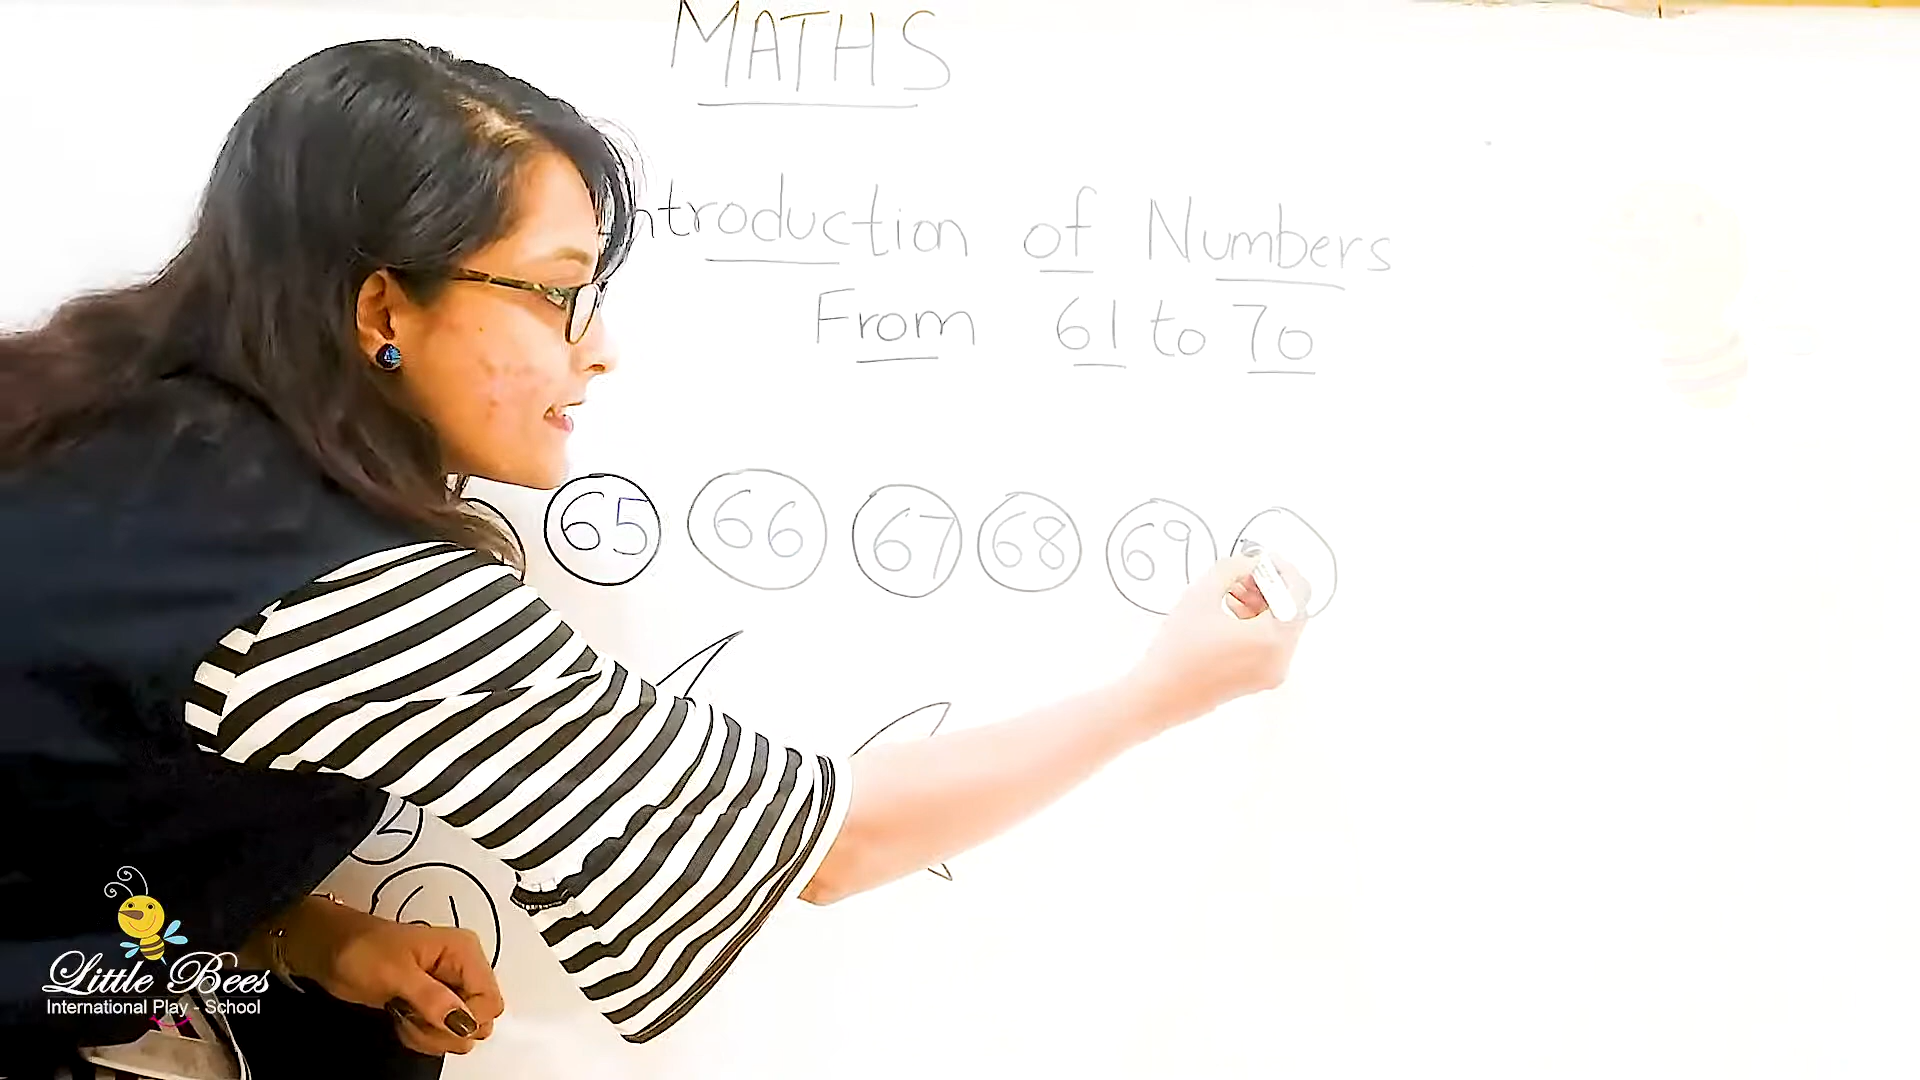 MATHS
ntroduction of Numbers
From 61 to 70
65 66 67 68 69
Little Bees
International Play - School